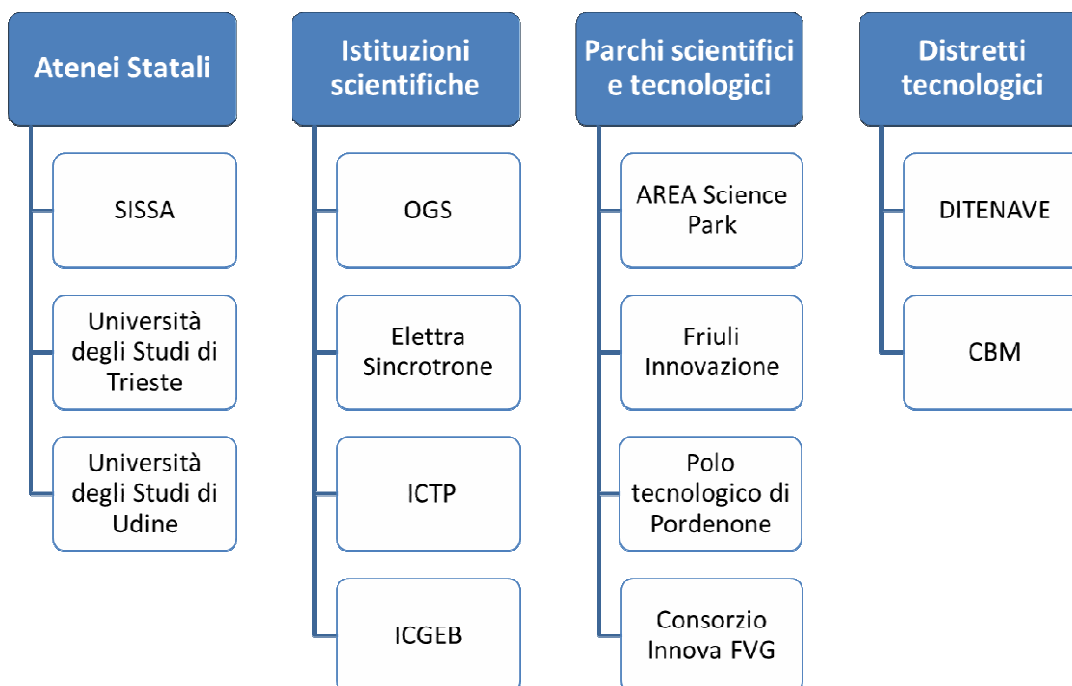 Atenei Statali
SISSA
Università
degli Studi di
Trieste
Università
degli Studi di
Udine
Istituzioni
scientifiche
OGS
Elettra
Sincrotrone
ICTP
ICGEB
Parchi scientifici
e tecnologici
AREA Science
Park
Friuli
Innovazione
Polo
tecnologico di
Pordenone
Consorzio
Innova FVG
Distretti
tecnologici
DITENAVE
CBM